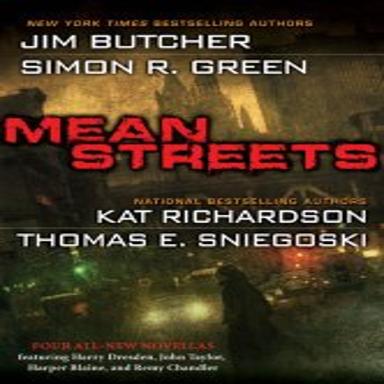 NEW YORK TIMES BESTSELLING AUTHORS
JIM BUTCHER
SIMON R. GREEN
MEAN
STREETS
NATIONAL BESTSELLING AUTHORS
KAT RICHARDSON
THOMAS E. SNIEGOSKI
FOUR ALL-NEW NOVELLAS
featuring Harry Dresden, John Taylor,
Harper Blaine, and Remy Chandler